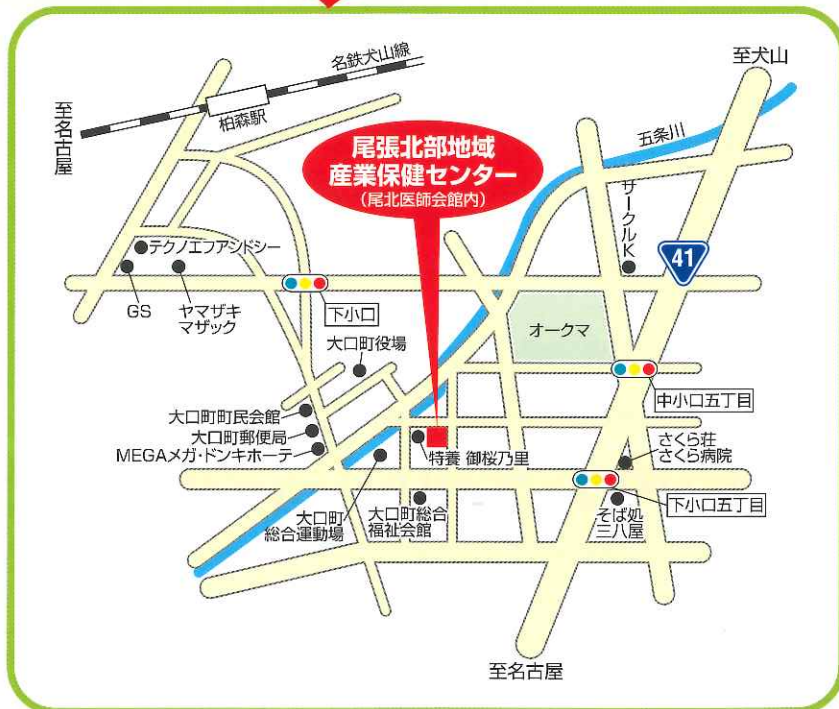 名鉄犬山線
至犬山
至名古屋
柏森駅
尾張北部地域
産業保健センター
(尾北医師会館内)
五条川
サークルK
テクノエフアンドシー
41
GS
ヤマザキ
マザック
下小口
オークマ
大口町役場
中小口五丁目
大口町町民会館
大口町郵便局
MEGAメガ・ドンキホーテ
特養 御桜乃里
さくら荘
さくら病院
大口町
総合運動場
大口町総合
福祉会館
そば処
三八屋
下小口五丁目
至名古屋